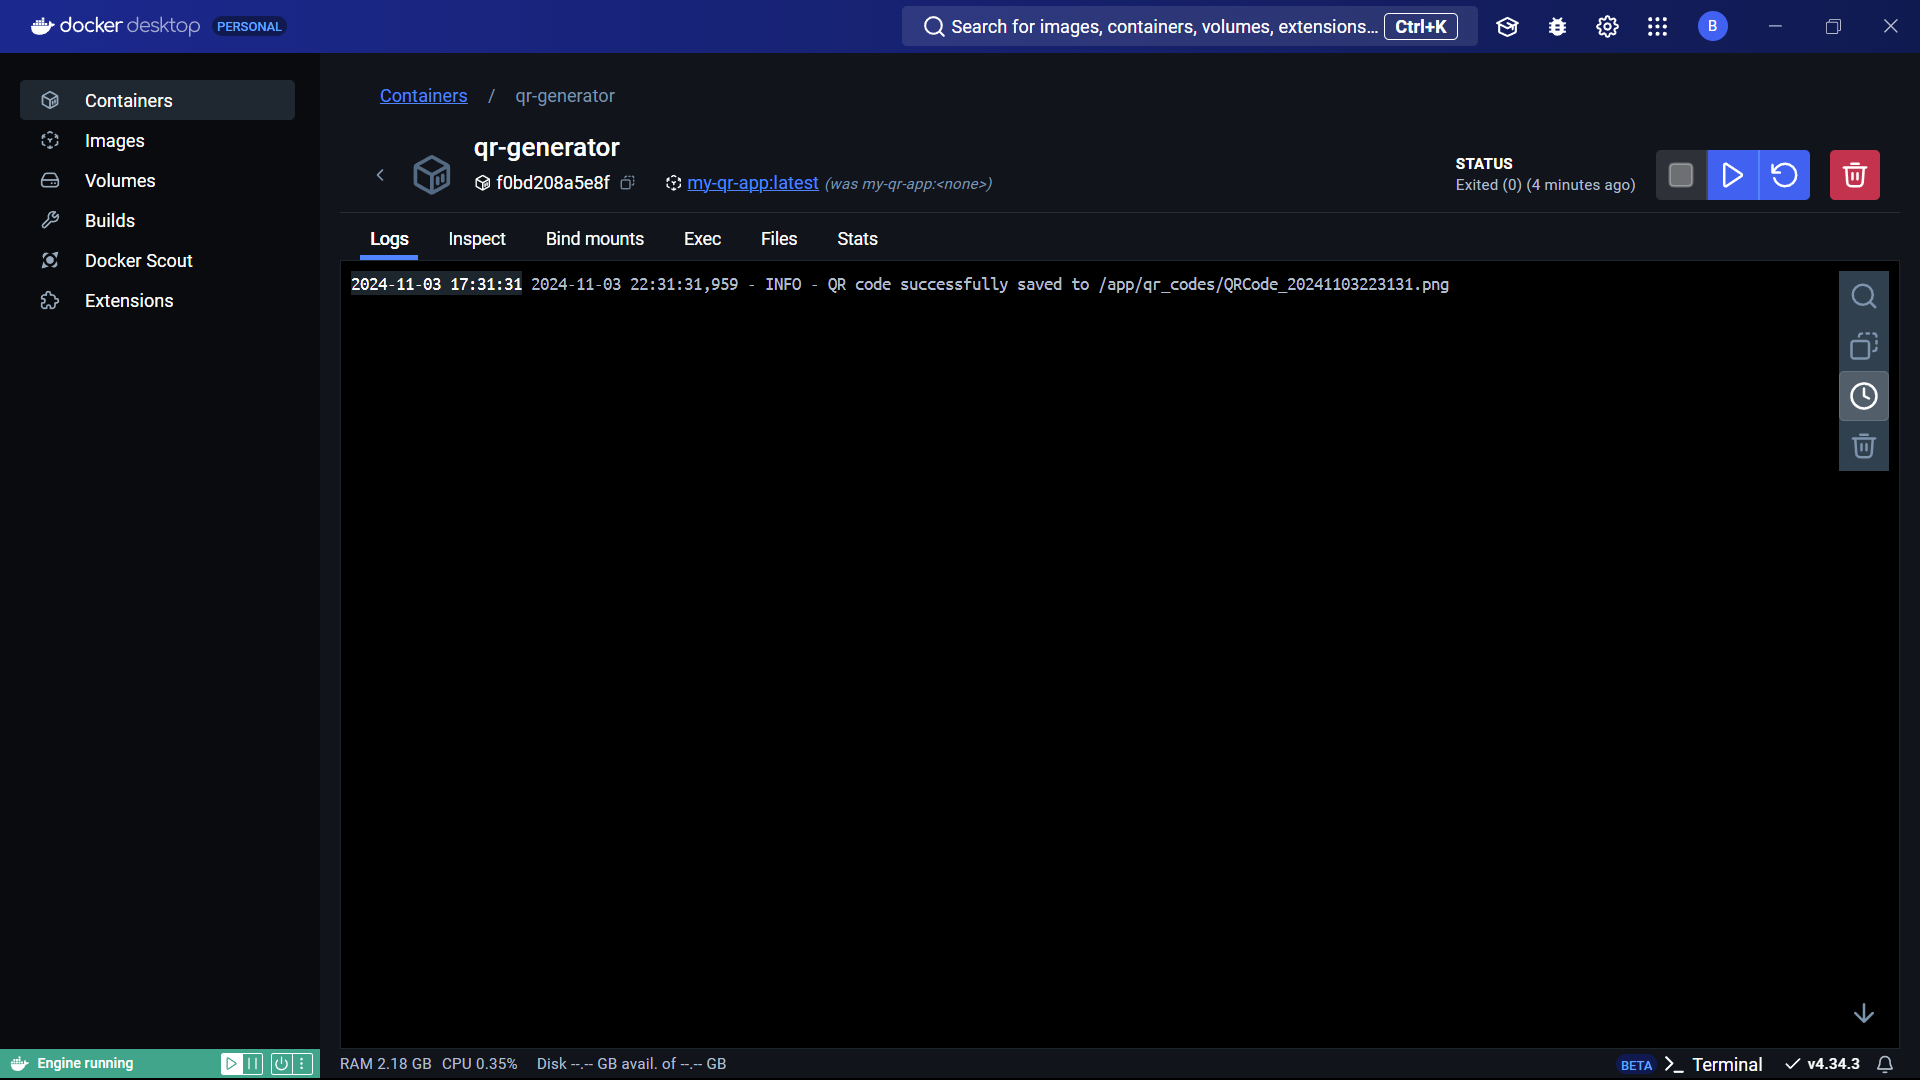 docker desktop PERSONAL
Search for images, containers, volumes, extensions... Ctrl+K
B
Containers
Images
Volumes
Builds
Docker Scout
Extensions
Containers / qr-generator
qr-generator
f0bd208a5e8f my-qr-app:latest (was my-qr-app:<none>)
STATUS
Exited (0) (4 minutes ago)
Logs Inspect Bind mounts Exec Files Stats
2024-11-03 17:31:31 2024-11-03 22:31:31,959 - INFO - QR code successfully saved to /app/qr_codes/QRCode_20241103223131.png
Engine running
RAM 2.18 GB CPU 0.35% Disk --.-- GB avail. of --.-- GB
BETA Terminal v4.34.3